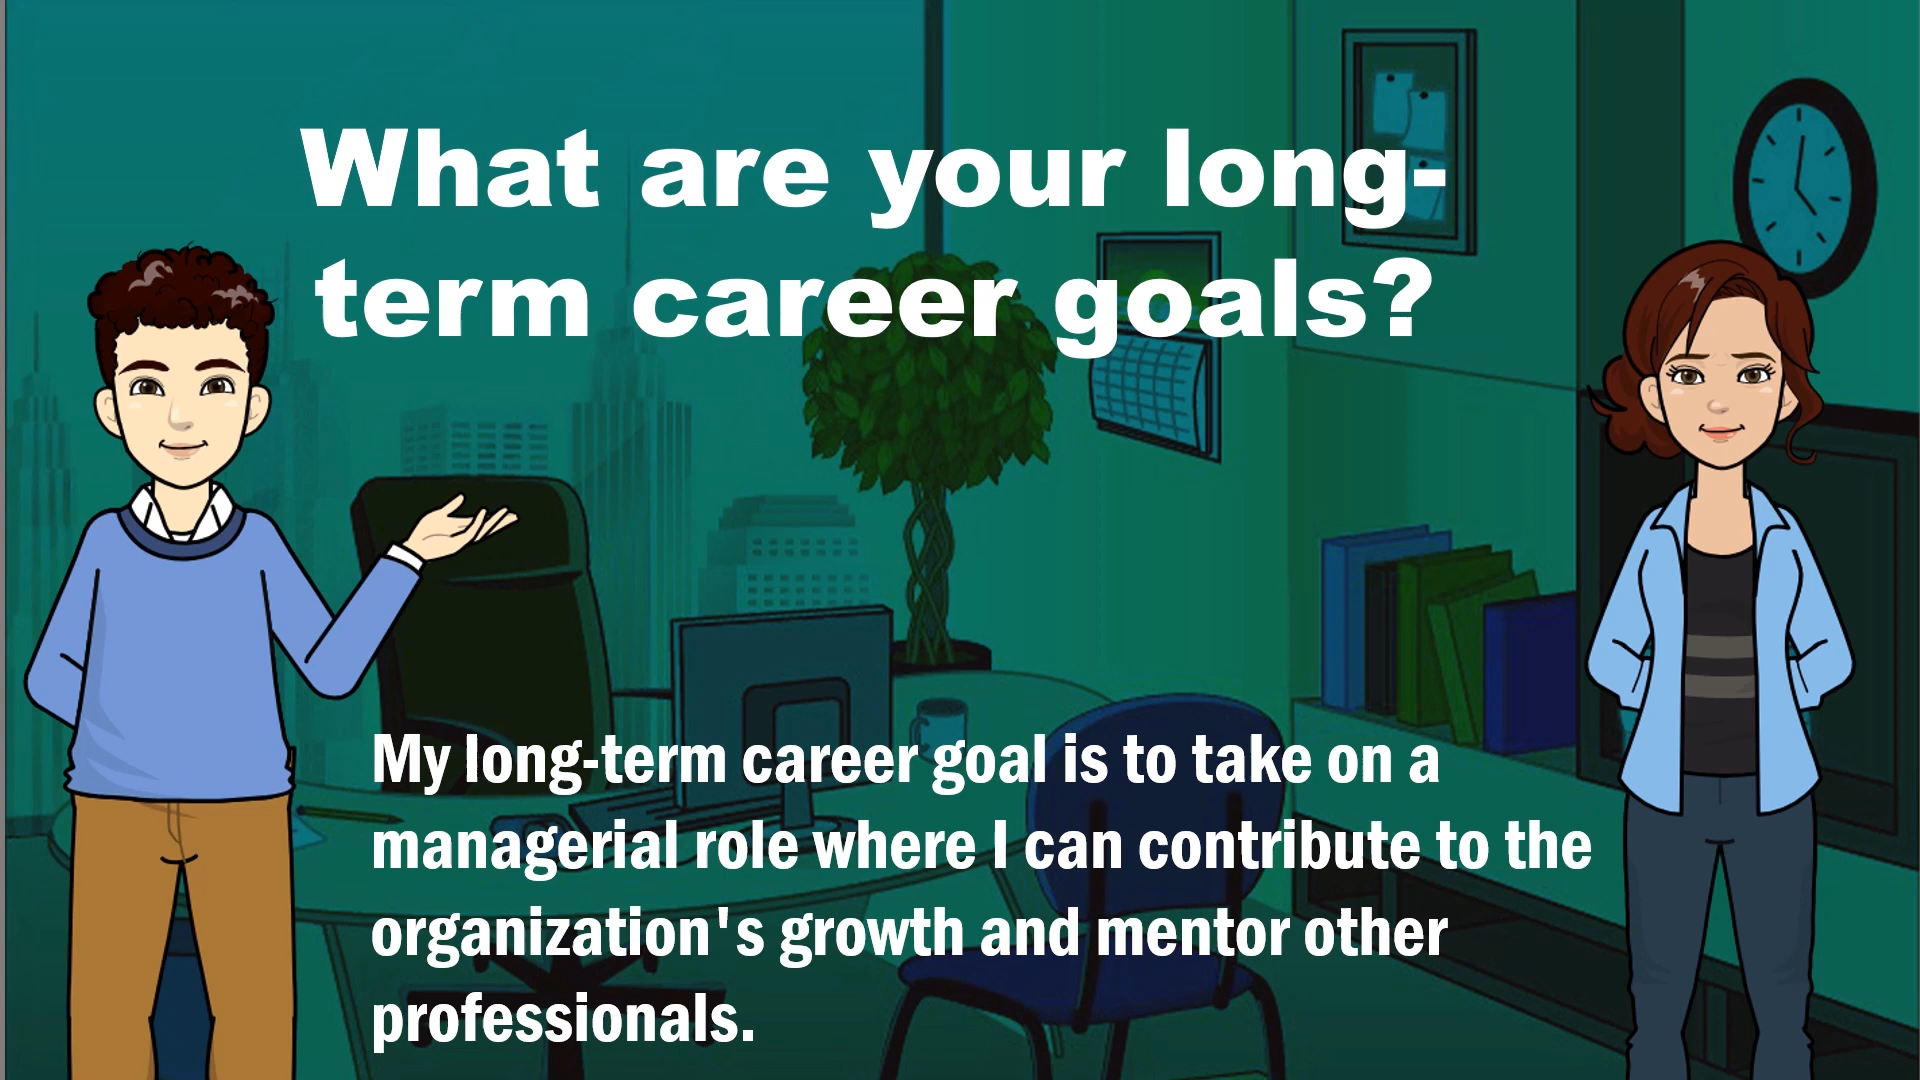 What are your long-
term career goals?
My long-term career goal is to take on a
managerial role where I can contribute to the
organization's growth and mentor other
professionals.